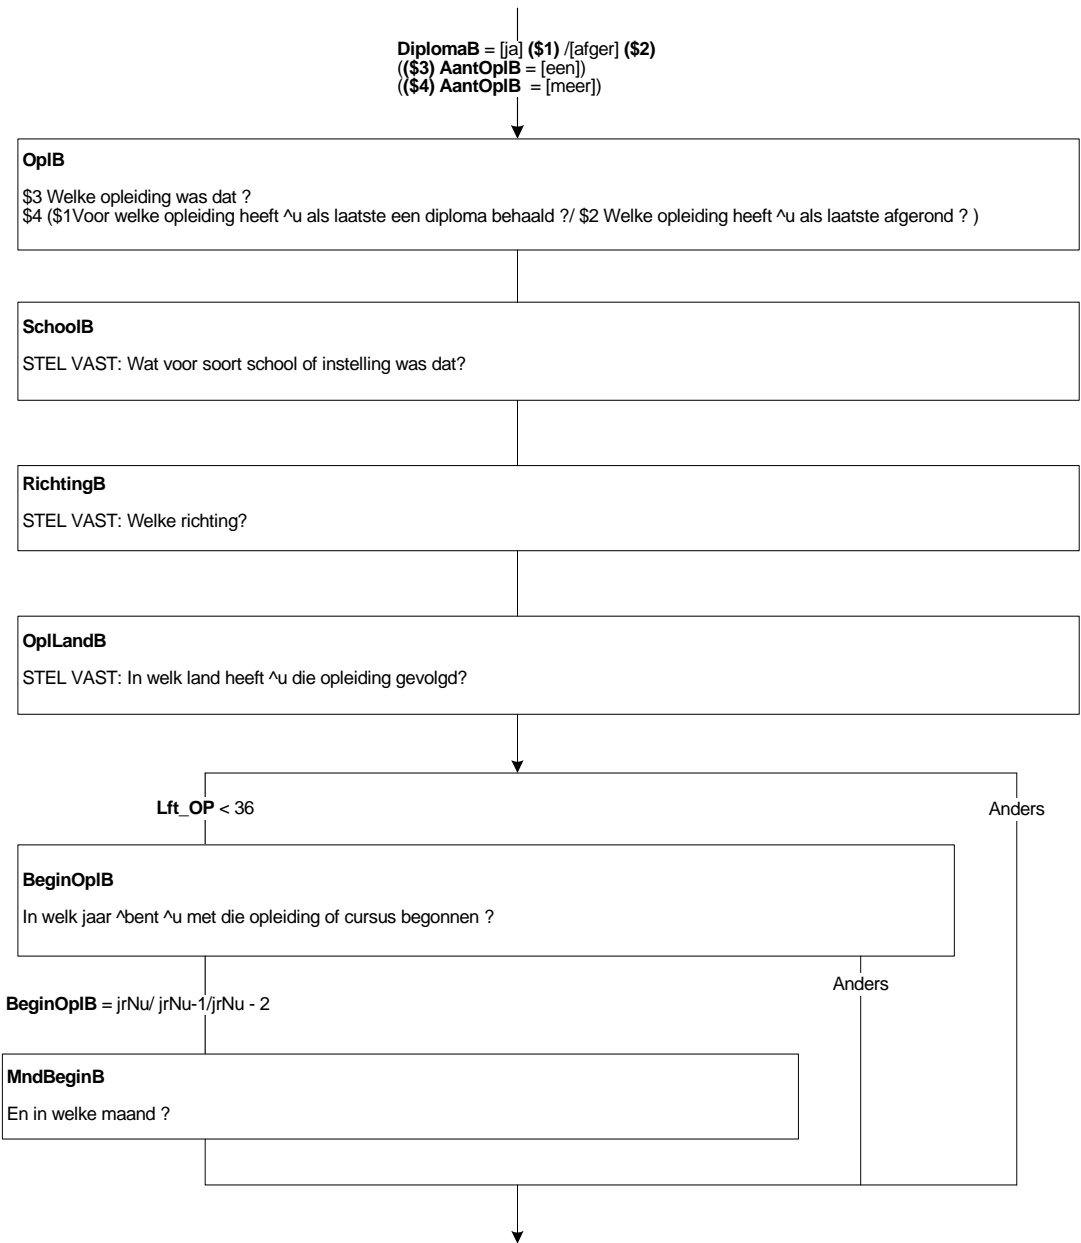 DiplomaB = [ja] ($1) /[afger] ($2)
(($3) AantOplB = [een])
(($4) AantOplB = [meer])
OplB
$3 Welke opleiding was dat ?
$4 ($1Voor welke opleiding heeft ^u als laatste een diploma behaald ?/ $2 Welke opleiding heeft ^u als laatste afgerond ? )
SchoolB
STEL VAST: Wat voor soort school of instelling was dat?
RichtingB
STEL VAST: Welke richting?
OplLandB
STEL VAST: In welk land heeft ^u die opleiding gevolgd?
Lft_OP < 36
Anders
BeginOplB
In welk jaar ^bent ^u met die opleiding of cursus begonnen ?
Anders
BeginOplB = jrNu/ jrNu-1/jrNu - 2
MndBeginB
En in welke maand ?